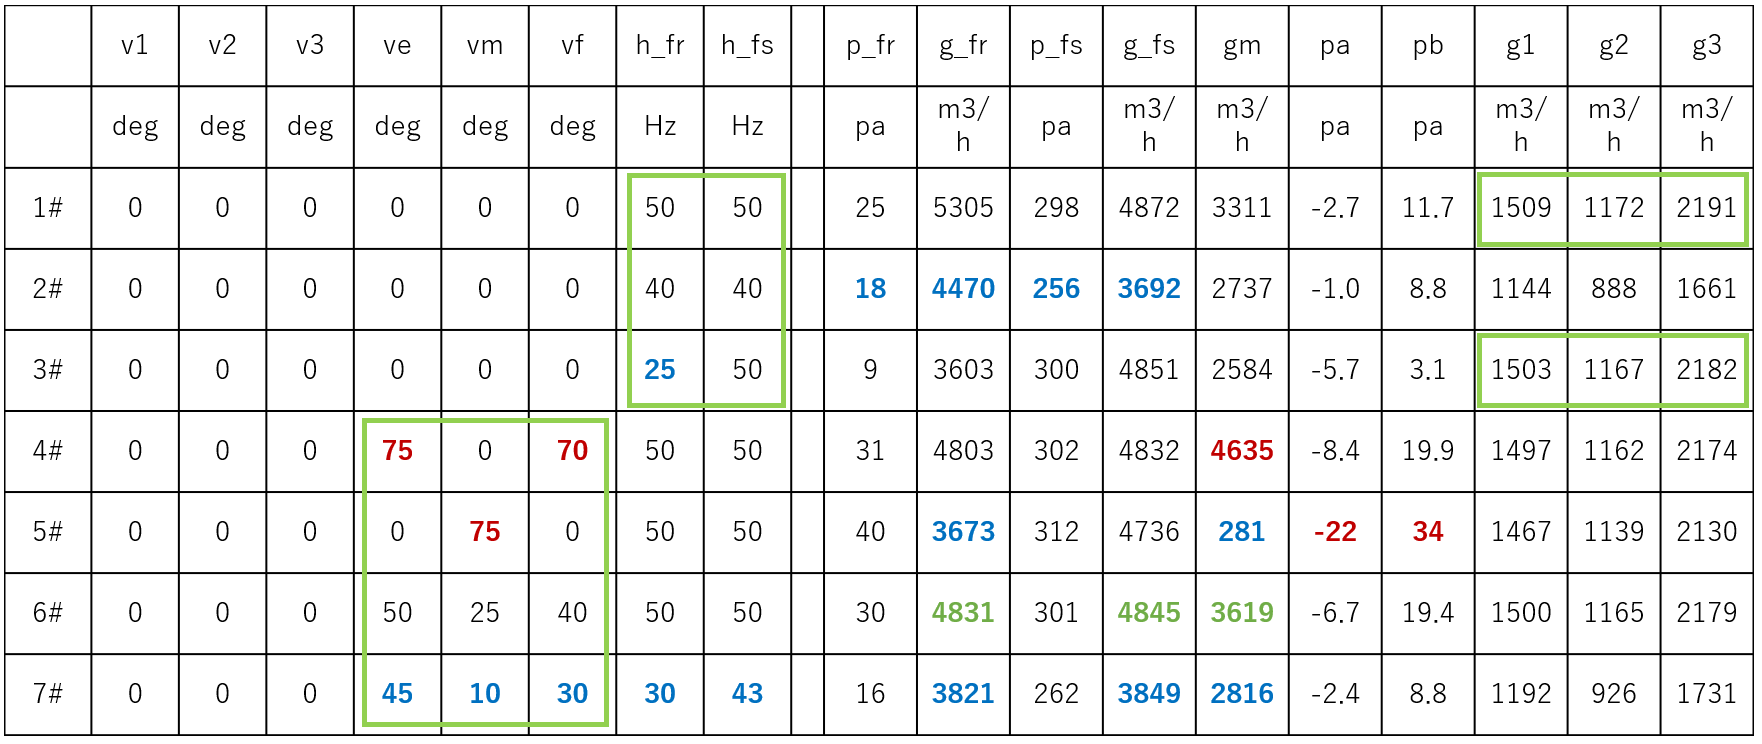 v1 v2 v3 ve vm vf h_fr h_fs p_fr g_fr p_fs g_fs gm pa pb g1 g2 g3
deg deg deg deg deg deg Hz Hz pa m3/h pa m3/h m3/h pa pa m3/h m3/h m3/h
1# 0 0 0 0 0 0 50 50 25 5305 298 4872 3311 -2.7 11.7 1509 1172 2191
2# 0 0 0 0 0 0 40 40 18 4470 256 3692 2737 -1.0 8.8 1144 888 1661
3# 0 0 0 0 0 0 25 50 9 3603 300 4851 2584 -5.7 3.1 1503 1167 2182
4# 0 0 0 75 0 70 50 50 31 4803 302 4832 4635 -8.4 19.9 1497 1162 2174
5# 0 0 0 0 75 0 50 50 40 3673 312 4736 281 -22 34 1467 1139 2130
6# 0 0 0 50 25 40 50 50 30 4831 301 4845 3619 -6.7 19.4 1500 1165 2179
7# 0 0 0 45 10 30 30 43 16 3821 262 3849 2816 -2.4 8.8 1192 926 1731